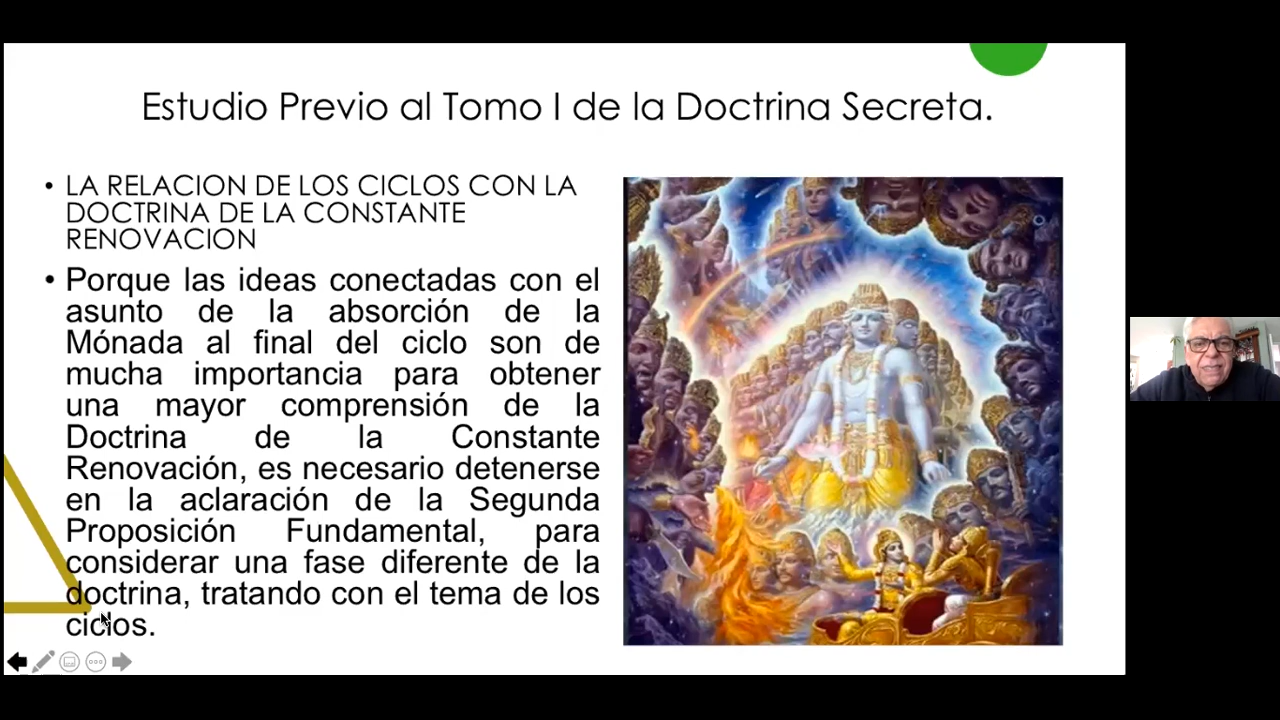 Estudio Previo al Tomo I de la Doctrina Secreta.
• LA RELACION DE LOS CICLOS CON LA
DOCTRINA DE LA CONSTANTE
RENOVACION
• Porque las ideas conectadas con el
asunto de la absorción de la
Mónada al final del ciclo son de
mucha importancia para obtener
una mayor comprensión de la
Doctrina de la Constante
Renovación, es necesario detenerse
en la aclaración de la Segunda
Proposición Fundamental, para
considerar una fase diferente de la
doctrina, tratando con el tema de los
ciclos.